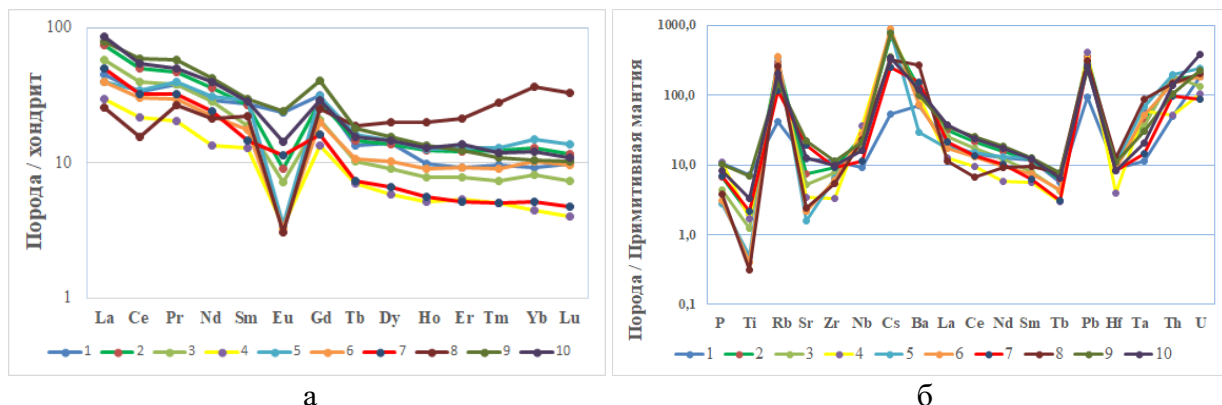 Порода / хондрит
100
10
1
La Ce Pr Nd Sm Eu Gd Tb Dy Ho Er Tm Yb Lu
1 2 3 4 5 6 7 8 9 10
а
Порода / Примитивная мантия
1000,0
100,0
10,0
1,0
0,1
P Ti Rb Sr Zr Nb Cs Ba La Ce Nd Sm Tb Pb Hf Ta Th U
1 2 3 4 5 6 7 8 9 10
б